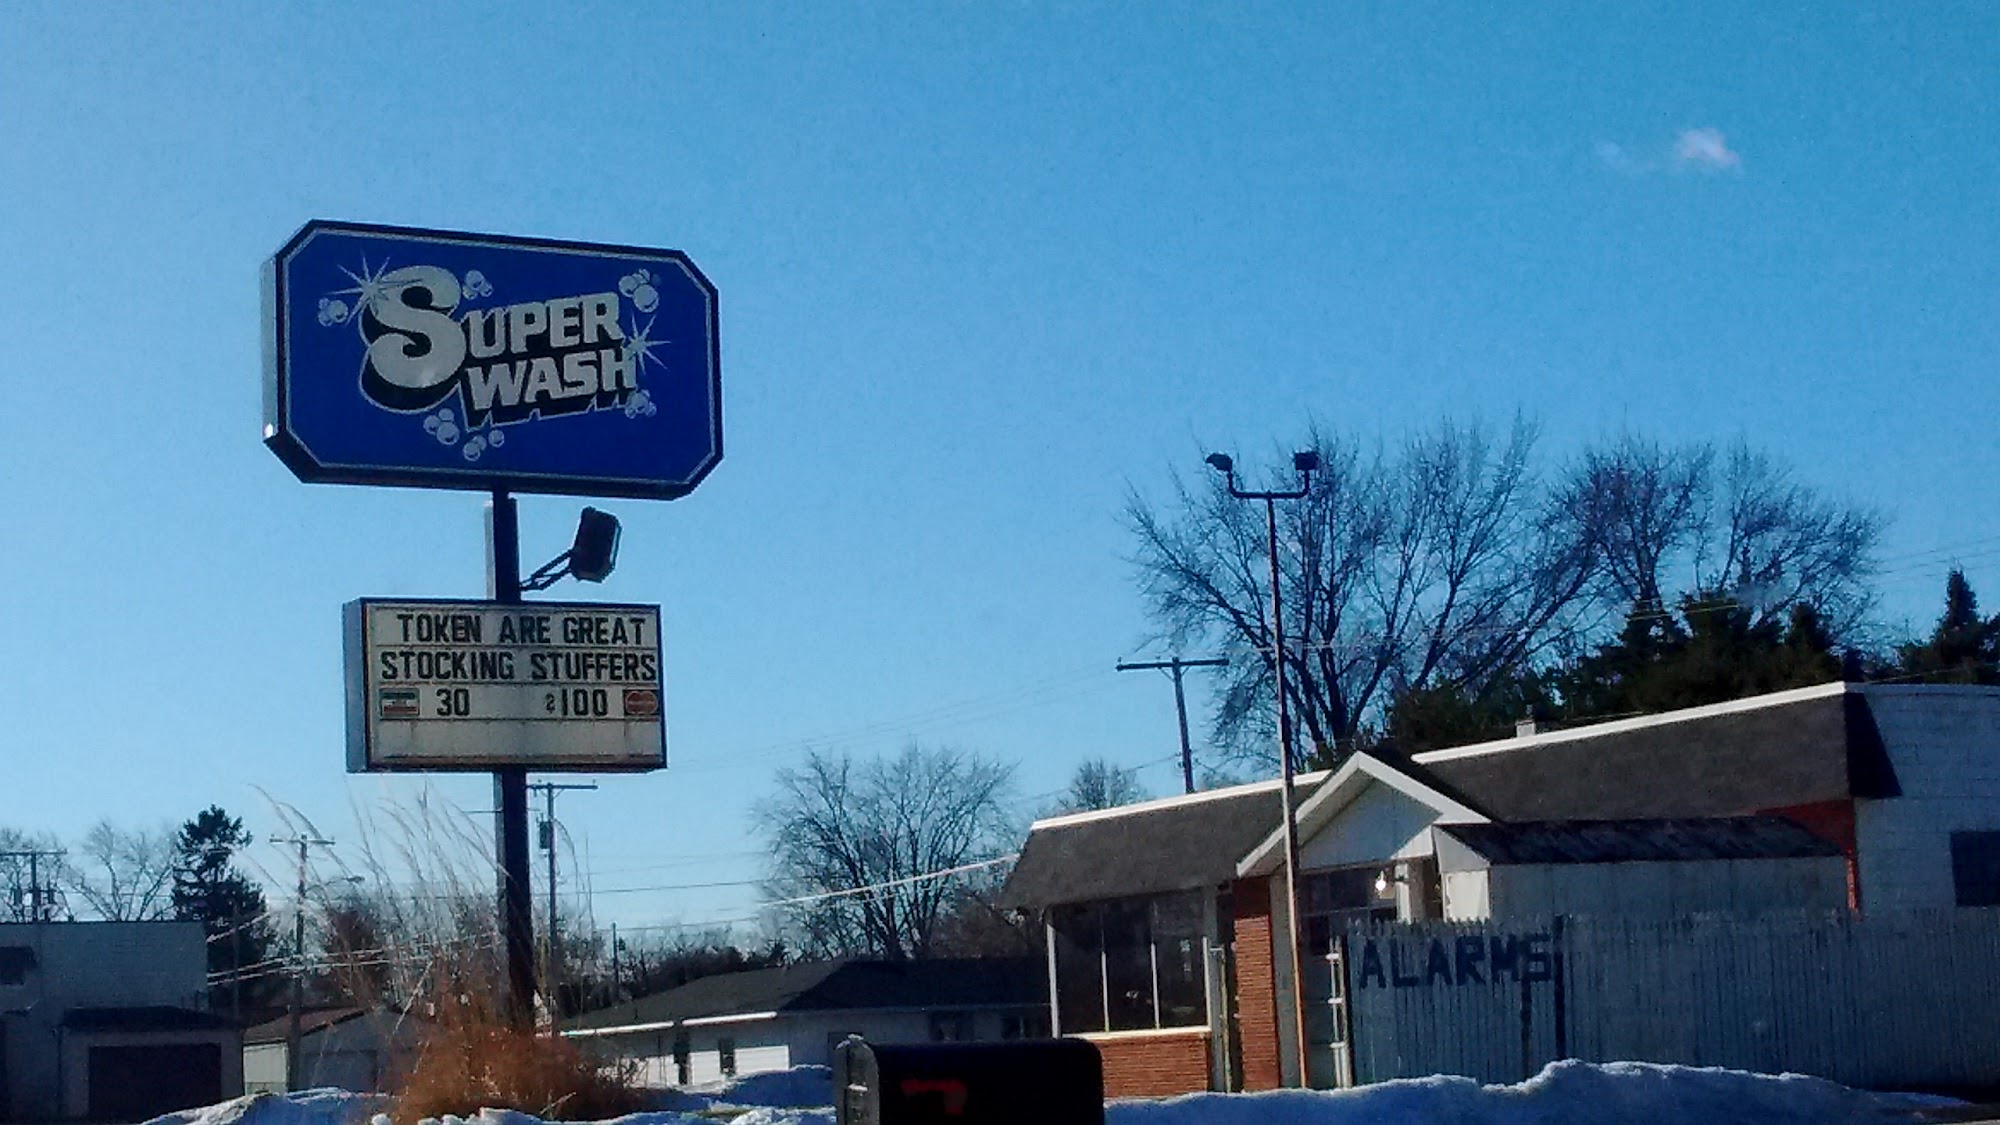 SUPER
WASH
TOKEN ARE GREAT
STOCKING STUFFERS
30 $100
ALARMS